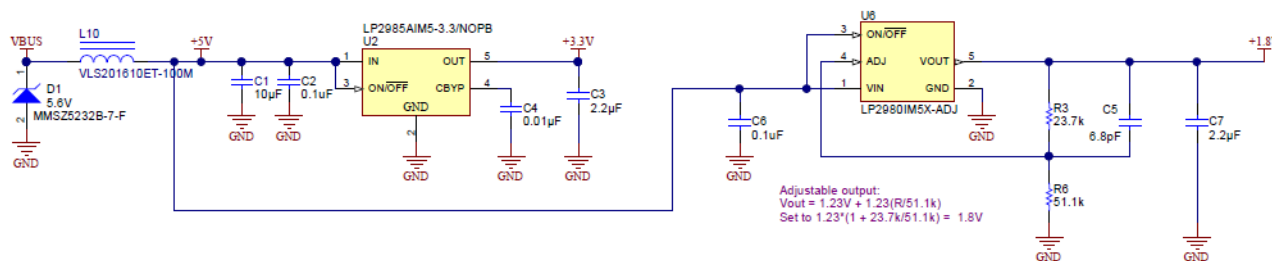 VBUS
L10
VLS201610ET-100M
+5V
1
D1
5.6V
MMSZ5232B-7-F
2
GND
C1
10µF
GND
C2
0.1uF
GND
LP2985AIM5-3.3/NOPB
U2
1
IN
OUT
5
3
ON/OFF
CBYP
4
GND
2
GND
C4
0.01µF
GND
+3.3V
C3
2.2µF
GND
C6
0.1uF
GND
U6
3
ON/OFF
4
ADJ
VOUT
5
1
VIN
GND
2
LP2980IM5X-ADJ
GND
R3
23.7k
C5
6.8pF
C7
2.2µF
GND
+1.8V
R6
51.1k
GND
Adjustable output:
Vout = 1.23V + 1.23(R/51.1k)
Set to 1.23*(1 + 23.7k/51.1k) = 1.8V